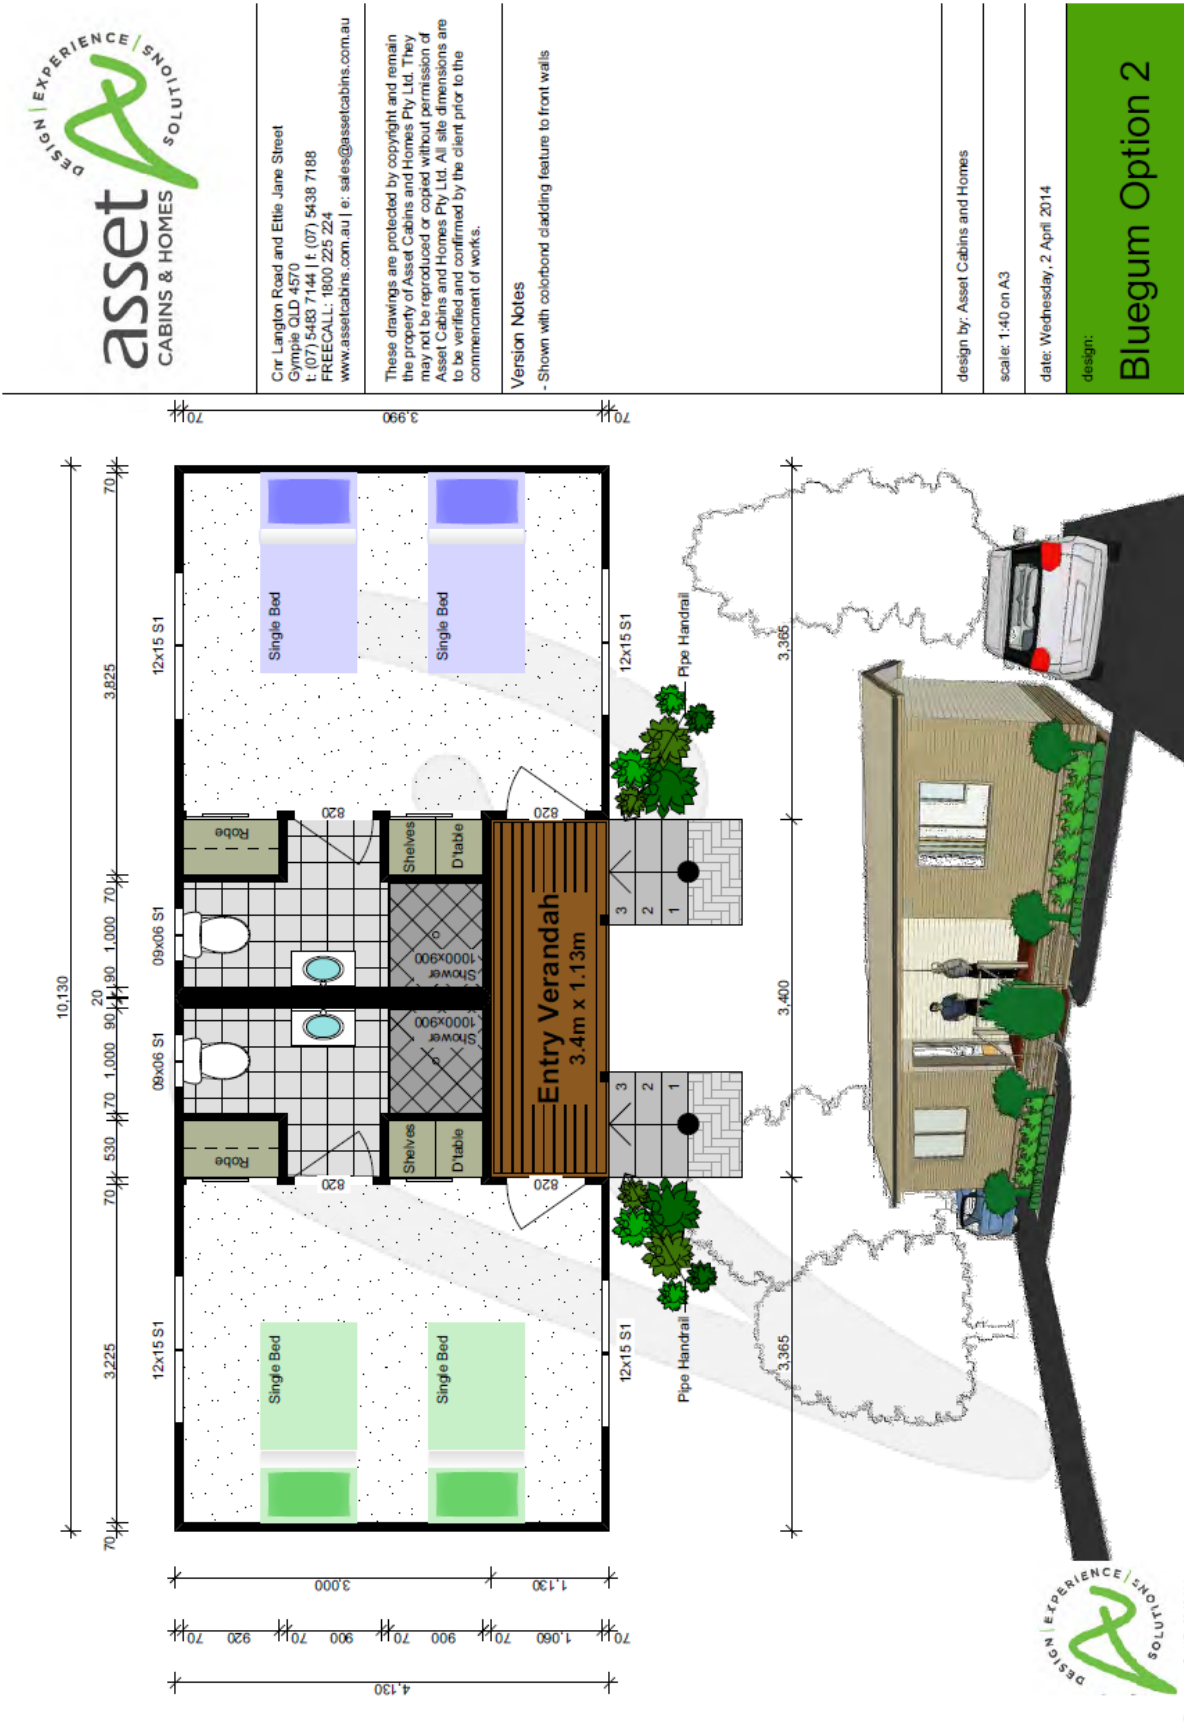 DESIGN | EXPERIENCE | SOLUTIONS
asset
CABINS & HOMES
Cnr Langton Road and Ettie Jane Street
Gympie QLD 4570
t: (07) 5483 7144 | f: (07) 5438 7188
FREECALL: 1800 225 224
www.assetcabins.com.au | e: sales@assetcabins.com.au
These drawings are protected by copyright and remain
the property of Asset Cabins and Homes Pty Ltd. They
may not be reproduced or copied without permission of
Asset Cabins and Homes Pty Ltd. All site dimensions are
to be verified and confirmed by the client prior to the
commencment of works.
Version Notes
- Shown with colorbond cladding feature to front walls
design by: Asset Cabins and Homes
scale: 1:40 on A3
date: Wednesday, 2 April 2014
design:
Bluegum Option 2
10,130
70 3,225 70 530 70 1,000 90 20 90 1,000 70 3,825 70
12x15 S1 09x06 S1 09x06 S1 12x15 S1
4,130
3,000 1,130
70 920 70 900 70 900 70 1,060 70
70 3,990 70
Single Bed
Single Bed
Single Bed
Single Bed
Robe
Robe
820
820
Shelves
D'table
Shelves
D'table
Shower
1000x900
Shower
1000x900
820
820
Entry Verandah
3.4m x 1.13m
3
2
1
3
2
1
12x15 S1
12x15 S1
Pipe Handrail
Pipe Handrail
3,365 3,400 3,365
DESIGN | EXPERIENCE | SOLUTIONS